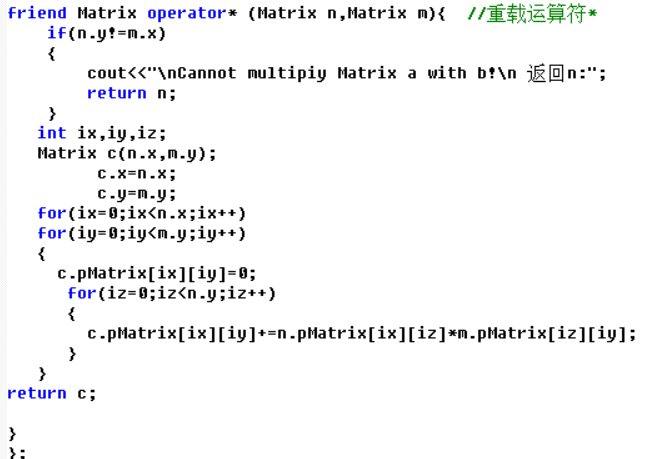 friend Matrix operator* (Matrix n,Matrix m){  //重载运算符*
    if(n.y!=m.x)
    {
        cout<<"\nCannot multipiy Matrix a with b!\n 返回n:";
        return n;
    }
   int ix,iy,iz;
   Matrix c(n.x,m.y);
         c.x=n.x;
         c.y=m.y;
   for(ix=0;ix<n.x;ix++)
   for(iy=0;iy<m.y;iy++)
   {
     c.pMatrix[ix][iy]=0;
      for(iz=0;iz<n.y;iz++)
      {
        c.pMatrix[ix][iy]+=n.pMatrix[ix][iz]*m.pMatrix[iz][iy];
      }
   }
return c;

}
};